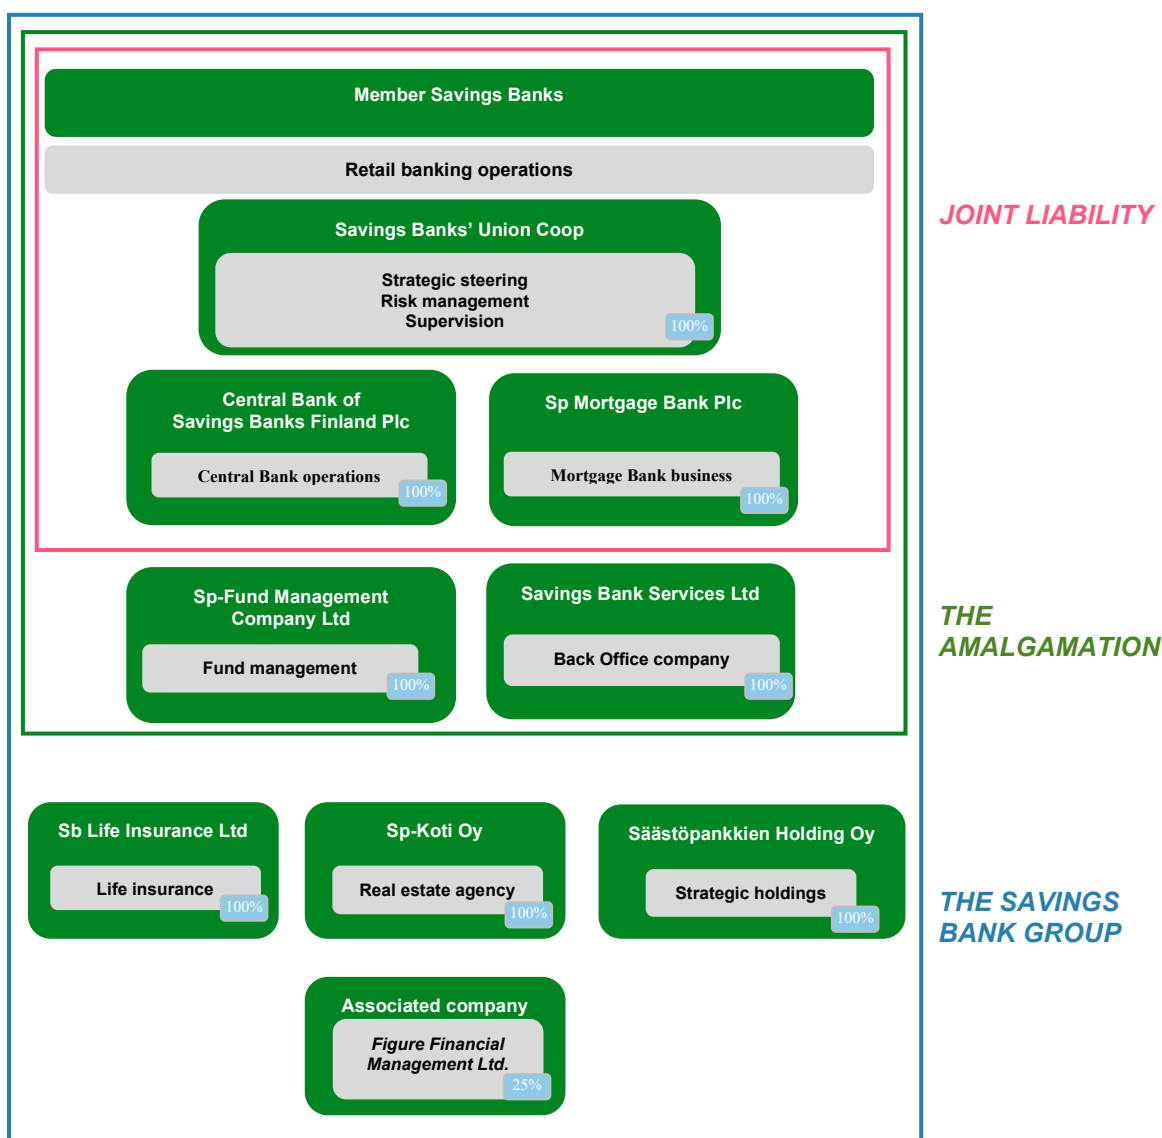 Member Savings Banks
Retail banking operations
JOINT LIABILITY
Savings Banks’ Union Coop
Strategic steering
Risk management
Supervision
100%
Central Bank of
Savings Banks Finland Plc
Central Bank operations
100%
Sp Mortgage Bank Plc
Mortgage Bank business
100%
Sp-Fund Management
Company Ltd
Fund management
100%
Savings Bank Services Ltd
Back Office company
100%
THE
AMALGAMATION
Sb Life Insurance Ltd
Life insurance
100%
Sp-Koti Oy
Real estate agency
100%
Säästöpankkien Holding Oy
Strategic holdings
100%
THE SAVINGS
BANK GROUP
Associated company
Figure Financial
Management Ltd.
25%